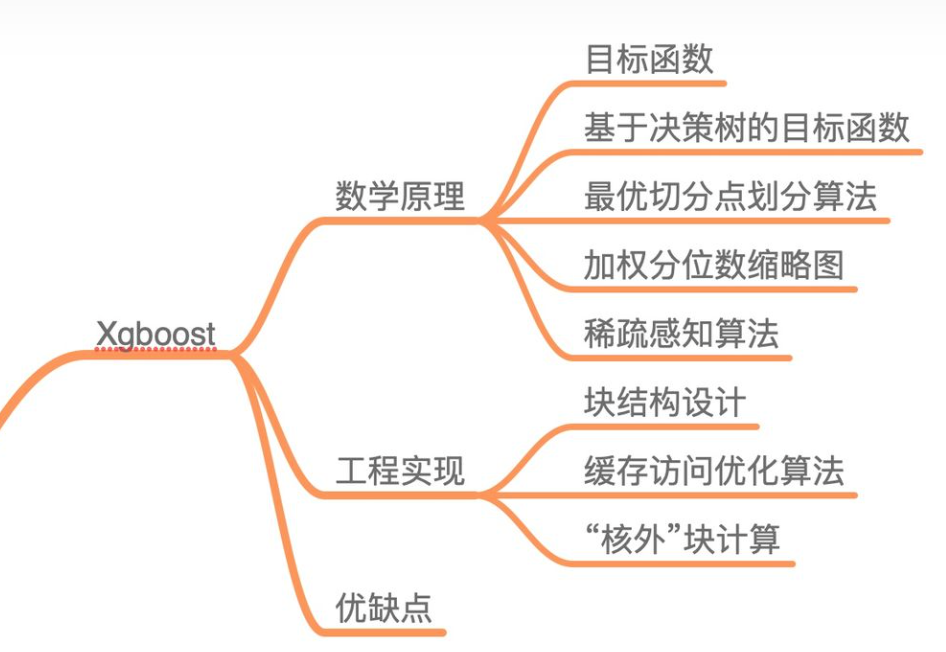 目标函数
基于决策树的目标函数
数学原理
最优切分点划分算法
加权分位数缩略图
Xgboost
稀疏感知算法
块结构设计
工程实现
缓存访问优化算法
“核外”块计算
优缺点